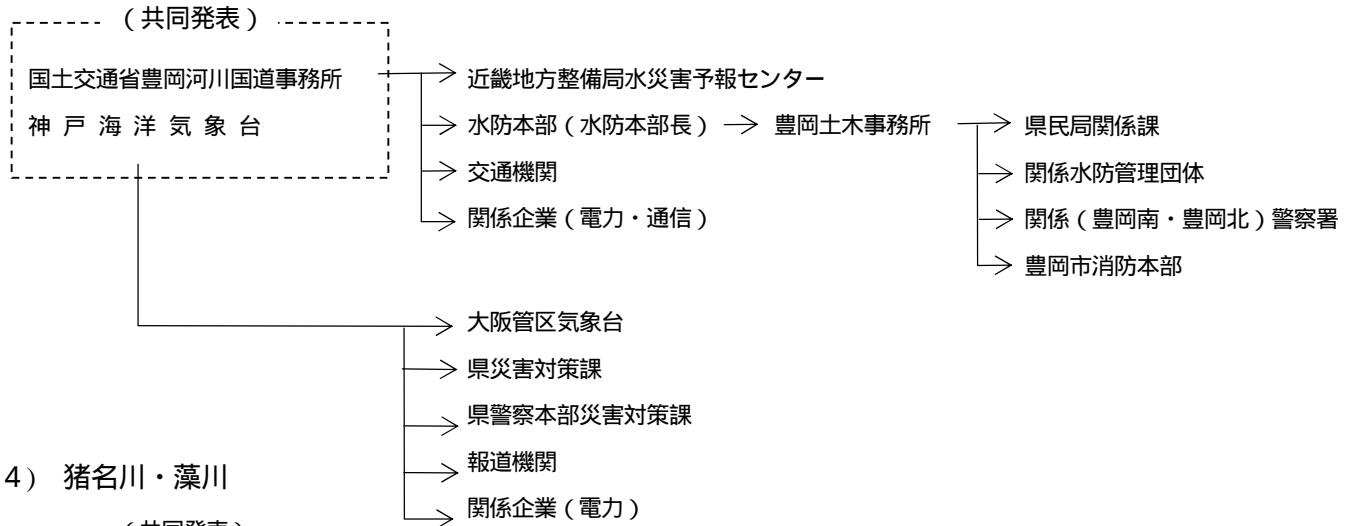 （共同発表）
国土交通省豊岡河川国道事務所
神戸海洋気象台
近畿地方整備局水災害予報センター
水防本部（水防本部長）
豊岡土木事務所
県民局関係課
交通機関
関係水防管理団体
関係企業（電力・通信）
関係（豊岡南・豊岡北）警察署
豊岡市消防本部
大阪管区気象台
県災害対策課
県警察本部災害対策課
報道機関
関係企業（電力）
4） 猪名川・藻川
（共同発表）